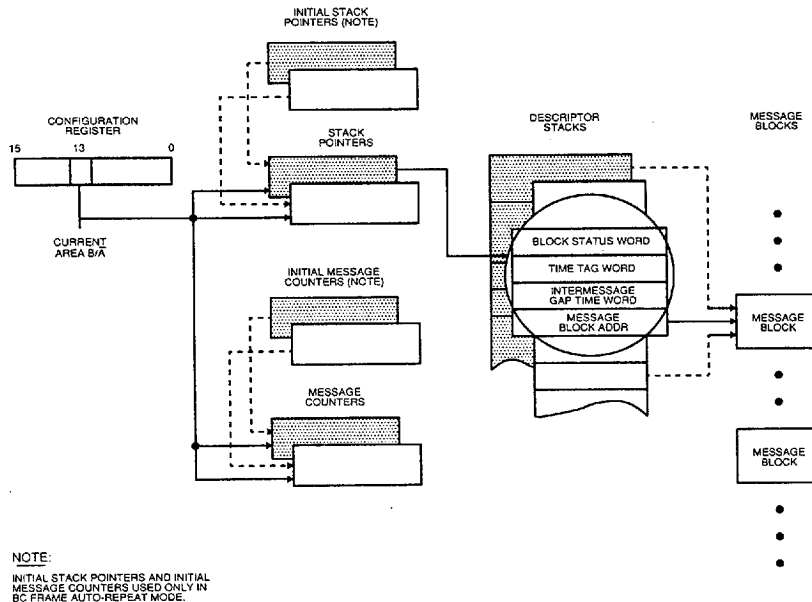 INITIAL STACK
POINTERS (NOTE)
CONFIGURATION
REGISTER
15 13 0
STACK
POINTERS
DESCRIPTOR
STACKS
MESSAGE
BLOCKS
CURRENT
AREA B/A̅
BLOCK STATUS WORD
TIME TAG WORD
INTERMESSAGE
GAP TIME WORD
MESSAGE
BLOCK ADDR
MESSAGE
BLOCK
INITIAL MESSAGE
COUNTERS (NOTE)
MESSAGE
COUNTERS
MESSAGE
BLOCK
NOTE:
INITIAL STACK POINTERS AND INITIAL
MESSAGE COUNTERS USED ONLY IN
BC FRAME AUTO-REPEAT MODE.